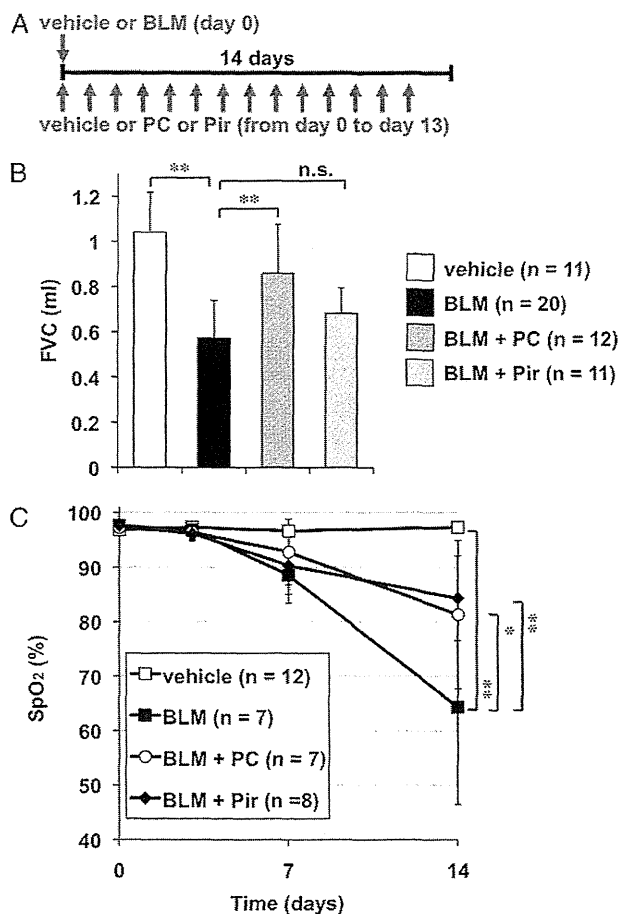 A
vehicle or BLM (day 0)
14 days
vehicle or PC or Pir (from day 0 to day 13)
B
FVC (ml)
1.2
1
0.8
0.6
0.4
0.2
0
**
**
n.s.
vehicle (n = 11)
BLM (n = 20)
BLM + PC (n = 12)
BLM + Pir (n = 11)
C
SpO2 (%)
100
90
80
70
60
50
40
vehicle (n = 12)
BLM (n = 7)
BLM + PC (n = 7)
BLM + Pir (n =8)
**
*
**
0
7
14
Time (days)